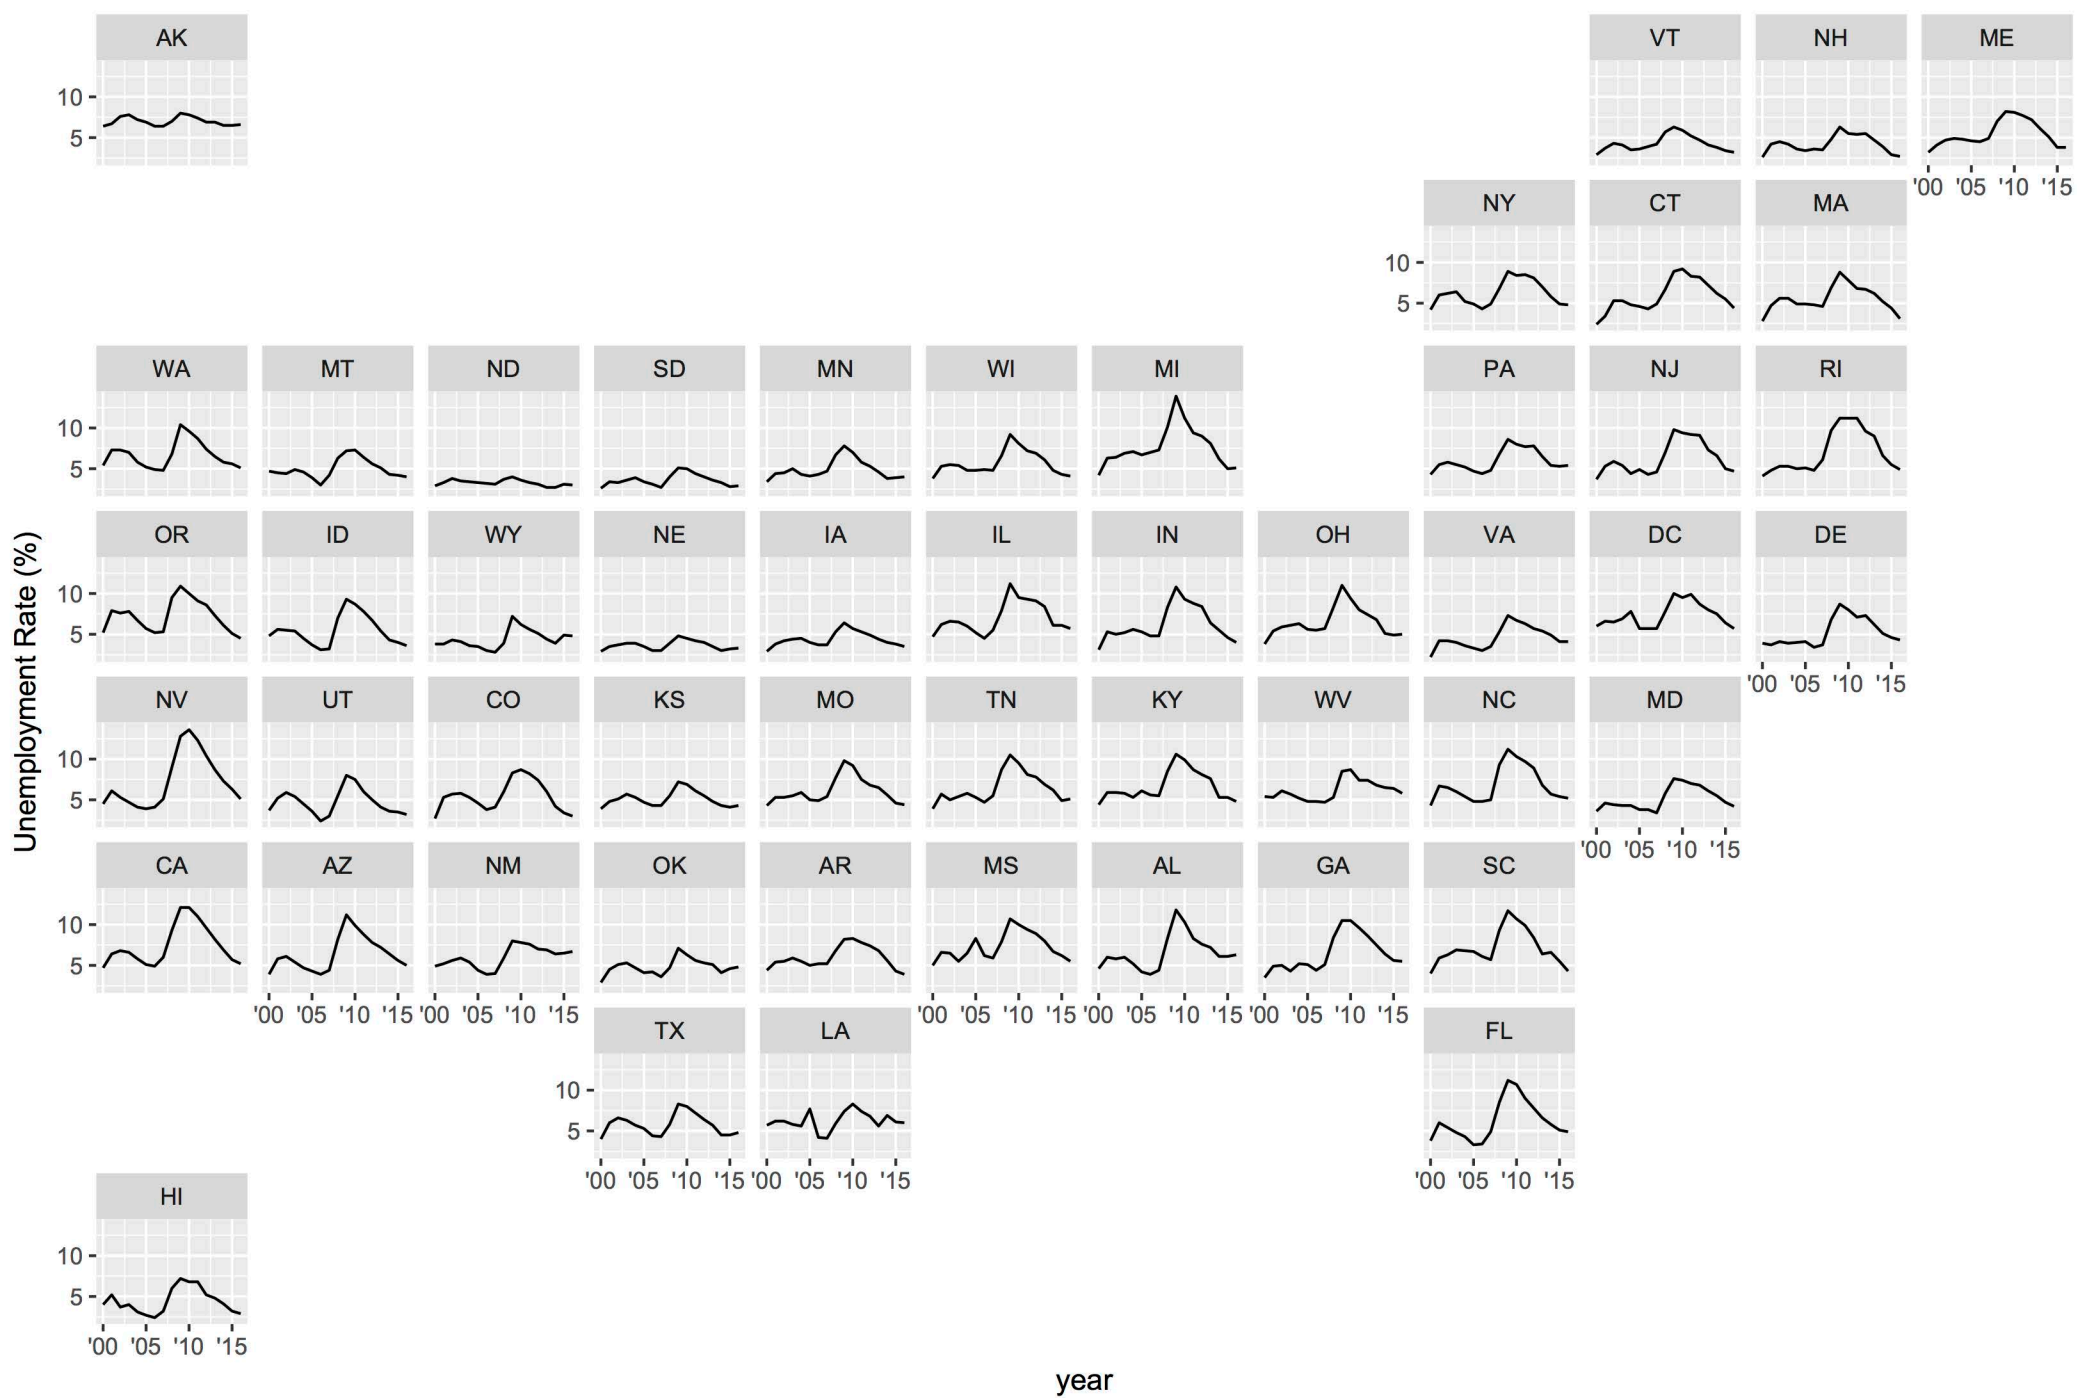 AK VT NH ME
10
5
'00 '05 '10 '15
NY CT MA
10
5
WA MT ND SD MN WI MI PA NJ RI
10
5
OR ID WY NE IA IL IN OH VA DC DE
10
5
'00 '05 '10 '15
NV UT CO KS MO TN KY WV NC MD
10
5
'00 '05 '10 '15
CA AZ NM OK AR MS AL GA SC
10
5
'00 '05 '10 '15 '00 '05 '10 '15 '00 '05 '10 '15 '00 '05 '10 '15 '00 '05 '10 '15
TX LA FL
10
5
'00 '05 '10 '15 '00 '05 '10 '15 '00 '05 '10 '15
HI
10
5
'00 '05 '10 '15
Unemployment Rate (%)
year